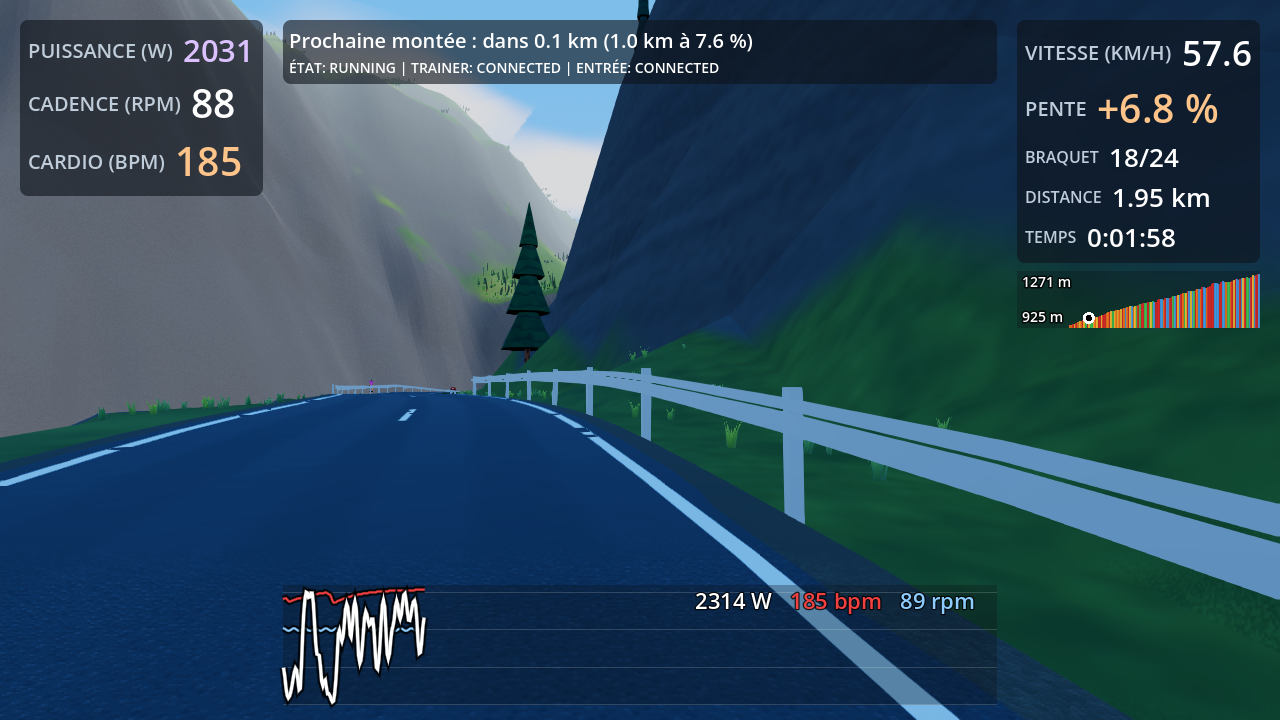 PUISSANCE (W) 2031
CADENCE (RPM) 88
CARDIO (BPM) 185
Prochaine montée : dans 0.1 km (1.0 km à 7.6 %)
ÉTAT: RUNNING | TRAINER: CONNECTED | ENTRÉE: CONNECTED
VITESSE (KM/H) 57.6
PENTE +6.8 %
BRAQUET 18/24
DISTANCE 1.95 km
TEMPS 0:01:58
1271 m
925 m
2314 W 185 bpm 89 rpm